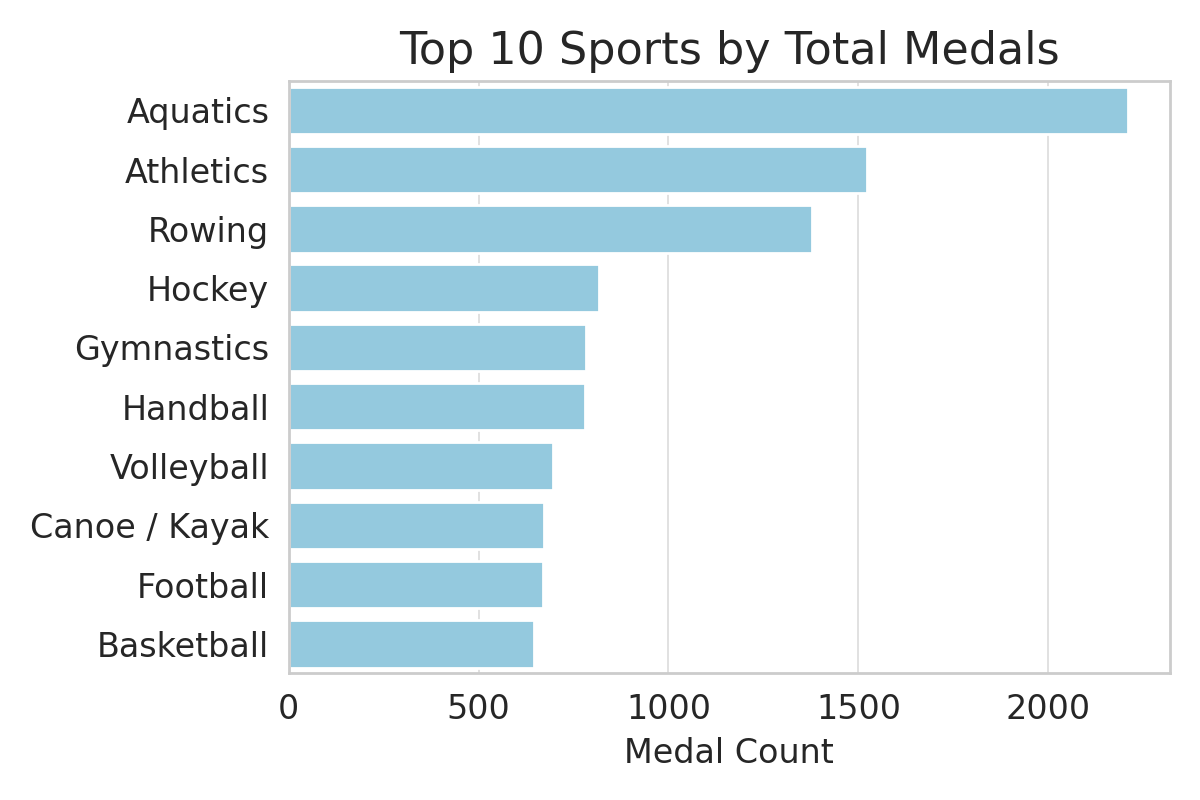 Top 10 Sports by Total Medals
Aquatics
Athletics
Rowing
Hockey
Gymnastics
Handball
Volleyball
Canoe / Kayak
Football
Basketball
0 500 1000 1500 2000
Medal Count